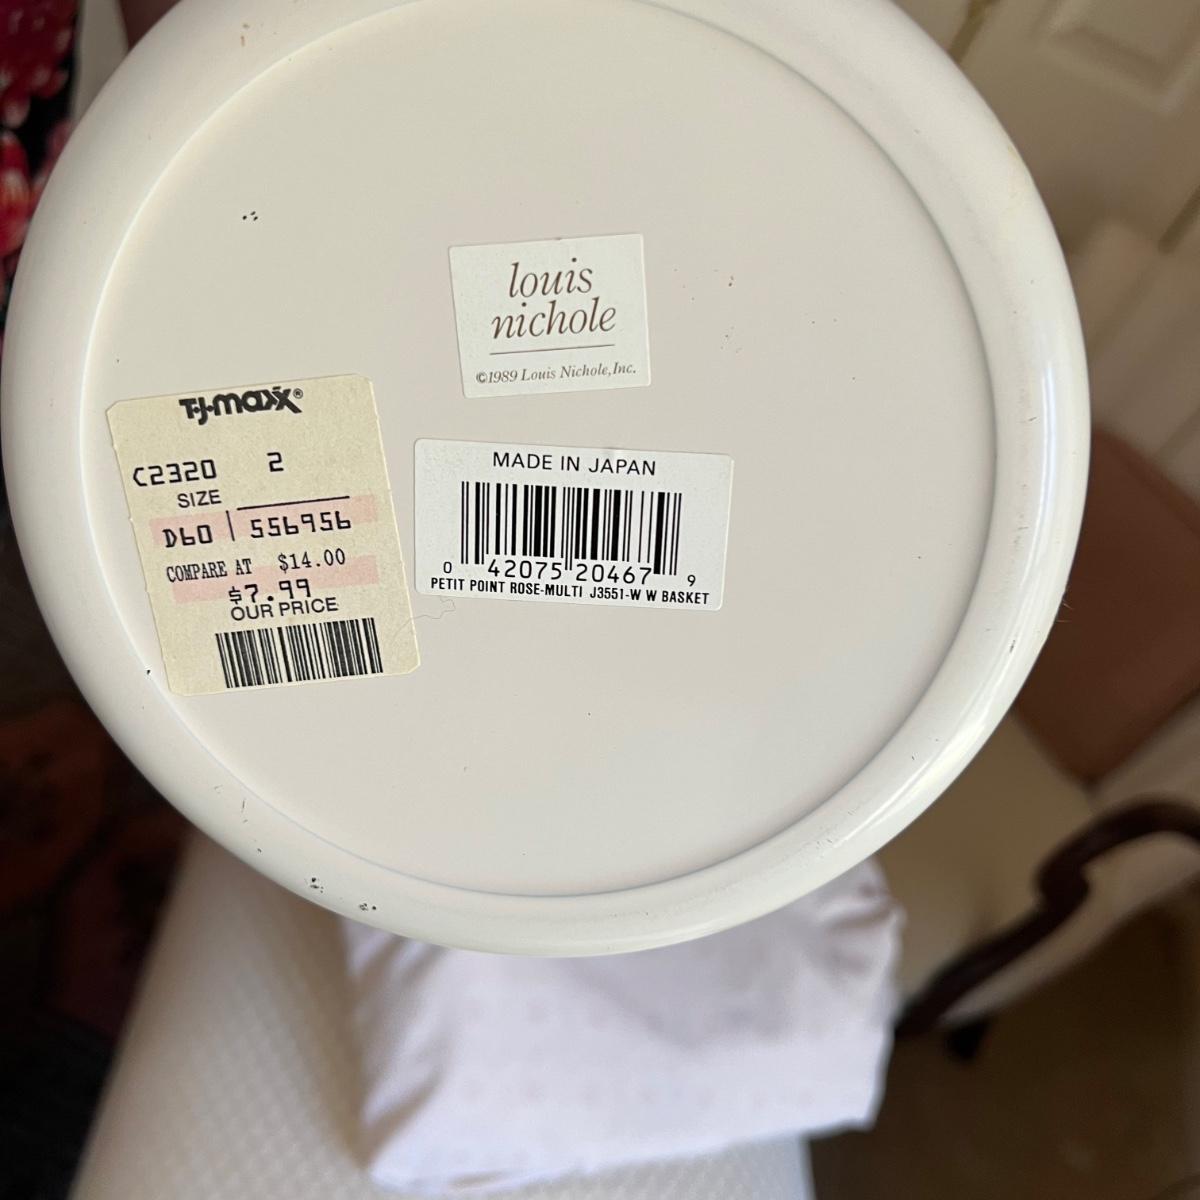 louis
nichole
©1989 Louis Nichole, Inc.
T·J·maxx®
C2320 2
SIZE
D60 | 556956
COMPARE AT $14.00
$7.99
OUR PRICE
MADE IN JAPAN
0 42075 20467 9
PETIT POINT ROSE-MULTI J3551-W W BASKET